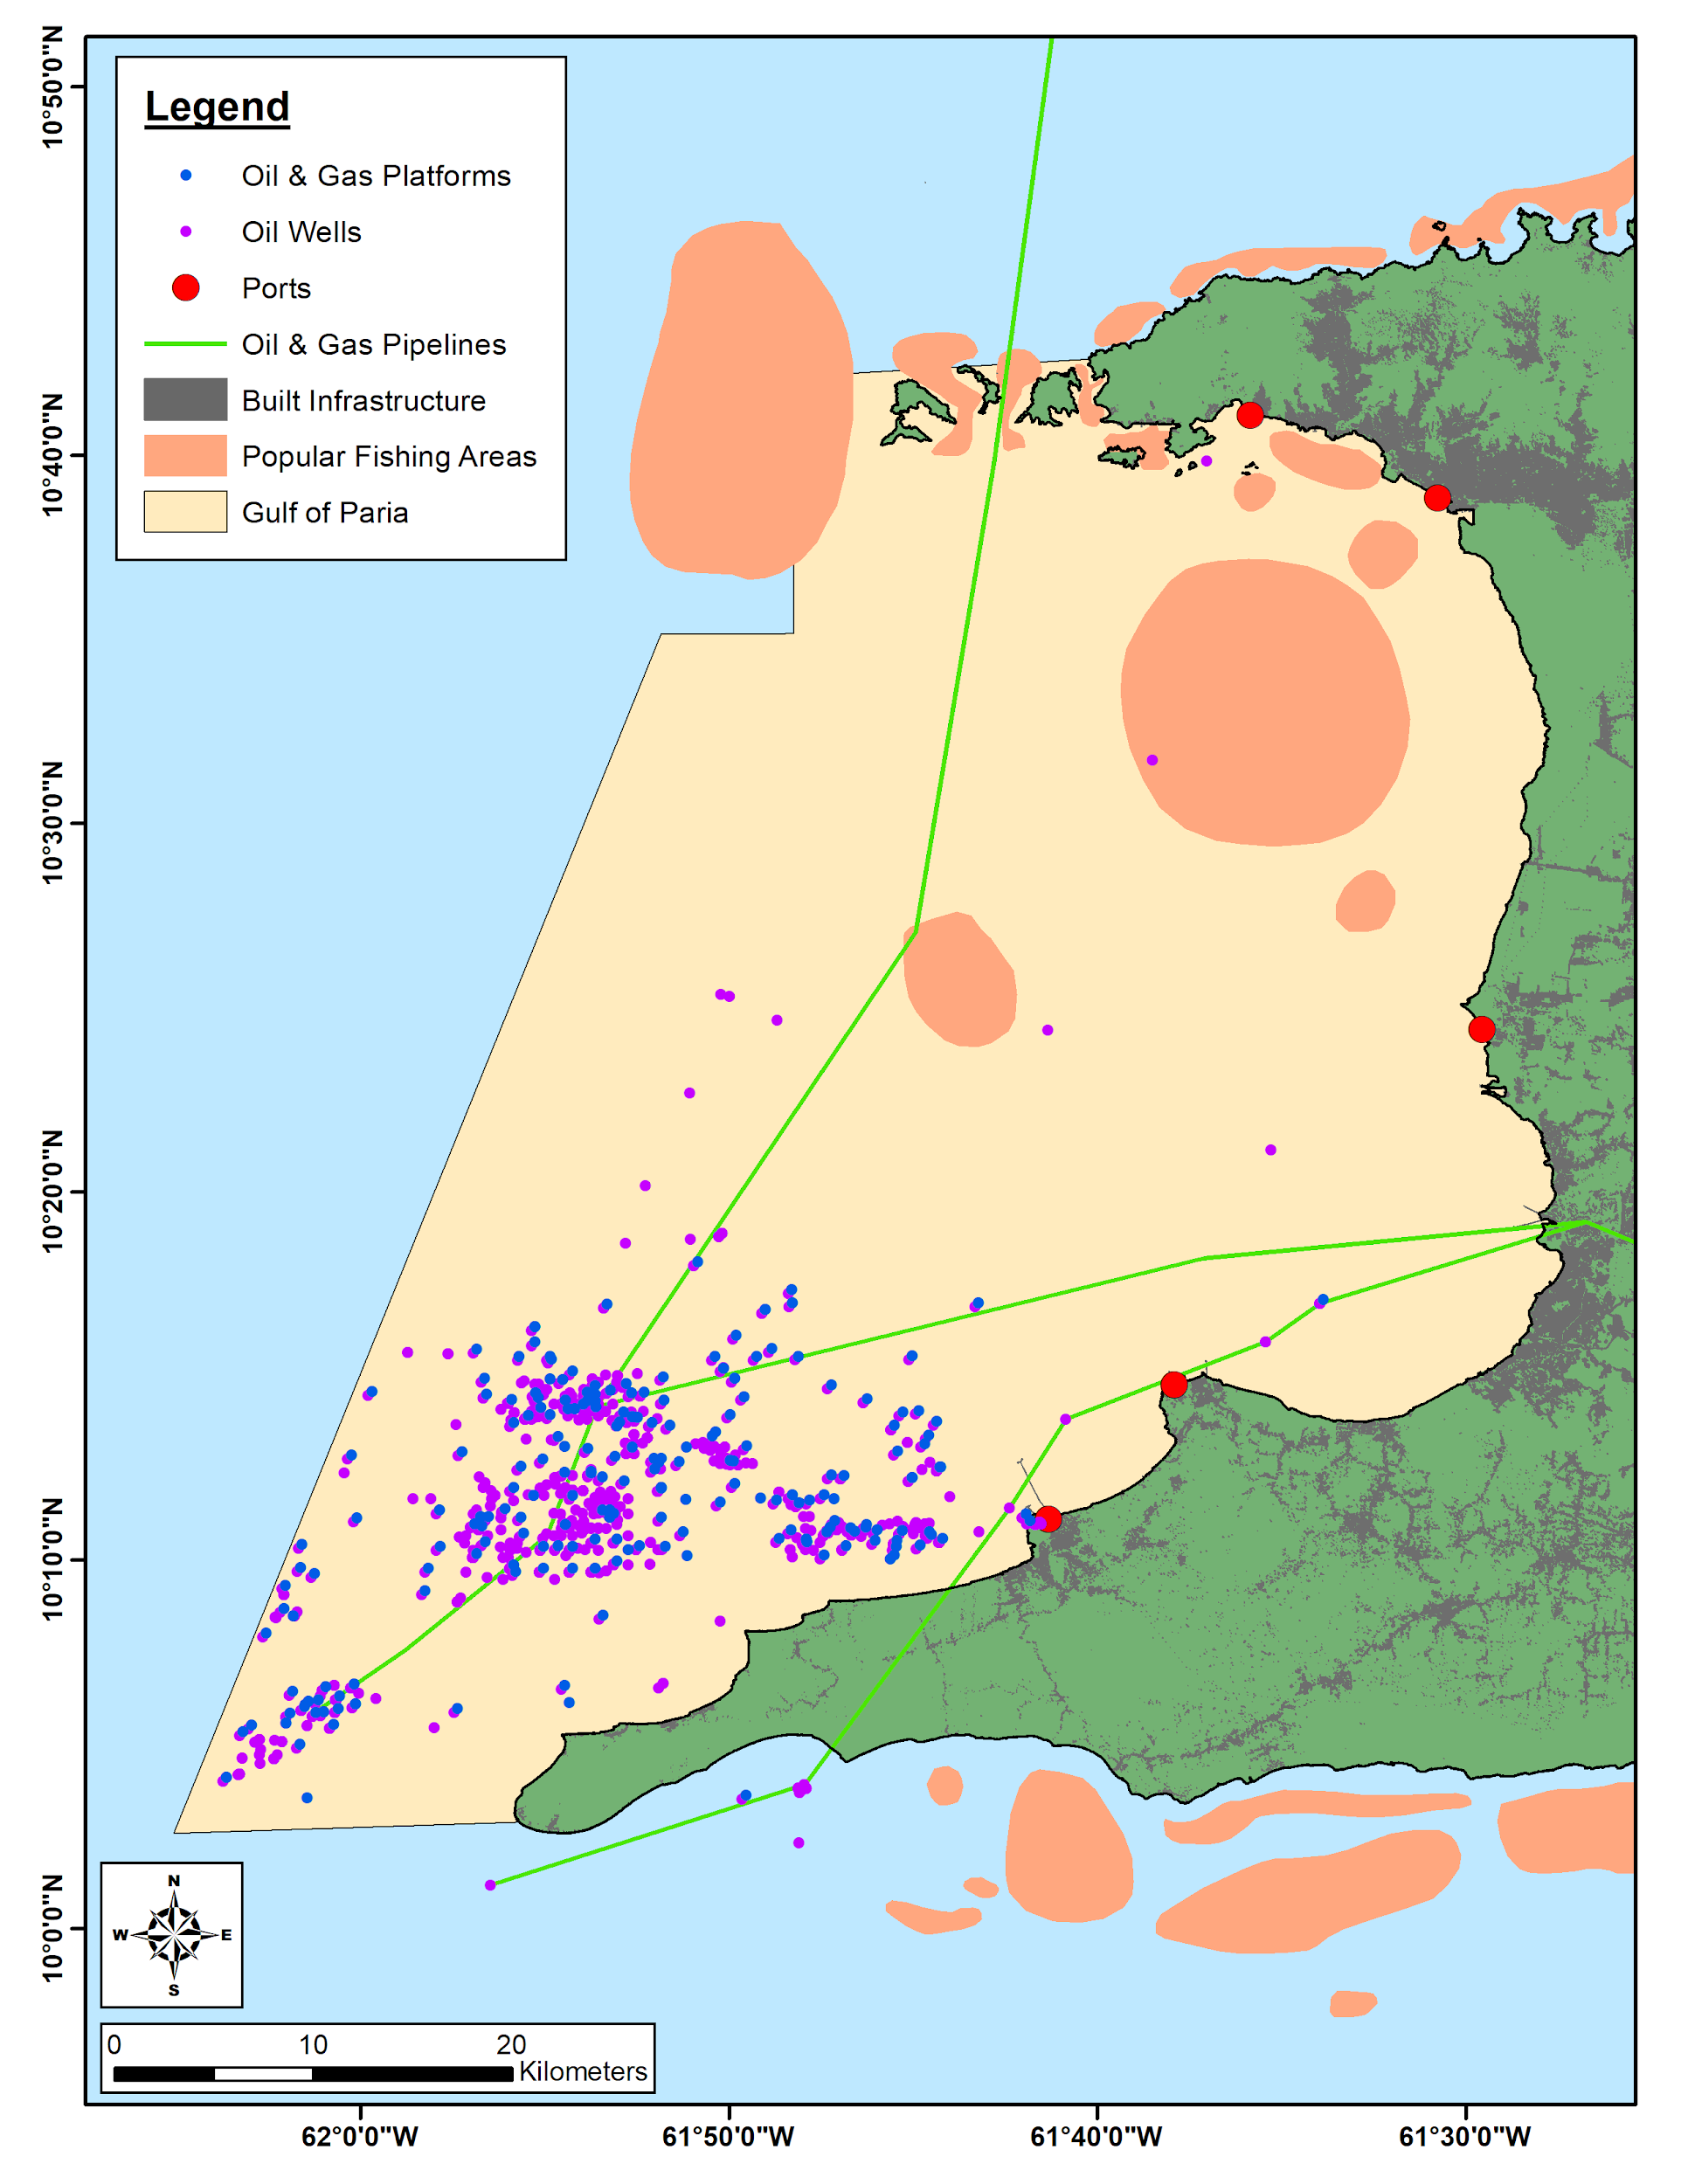 Legend
Oil & Gas Platforms
Oil Wells
Ports
Oil & Gas Pipelines
Built Infrastructure
Popular Fishing Areas
Gulf of Paria
10°50'0"N
10°40'0"N
10°30'0"N
10°20'0"N
10°10'0"N
10°0'0"N
N
W E
S
0 10 20
Kilometers
62°0'0"W 61°50'0"W 61°40'0"W 61°30'0"W